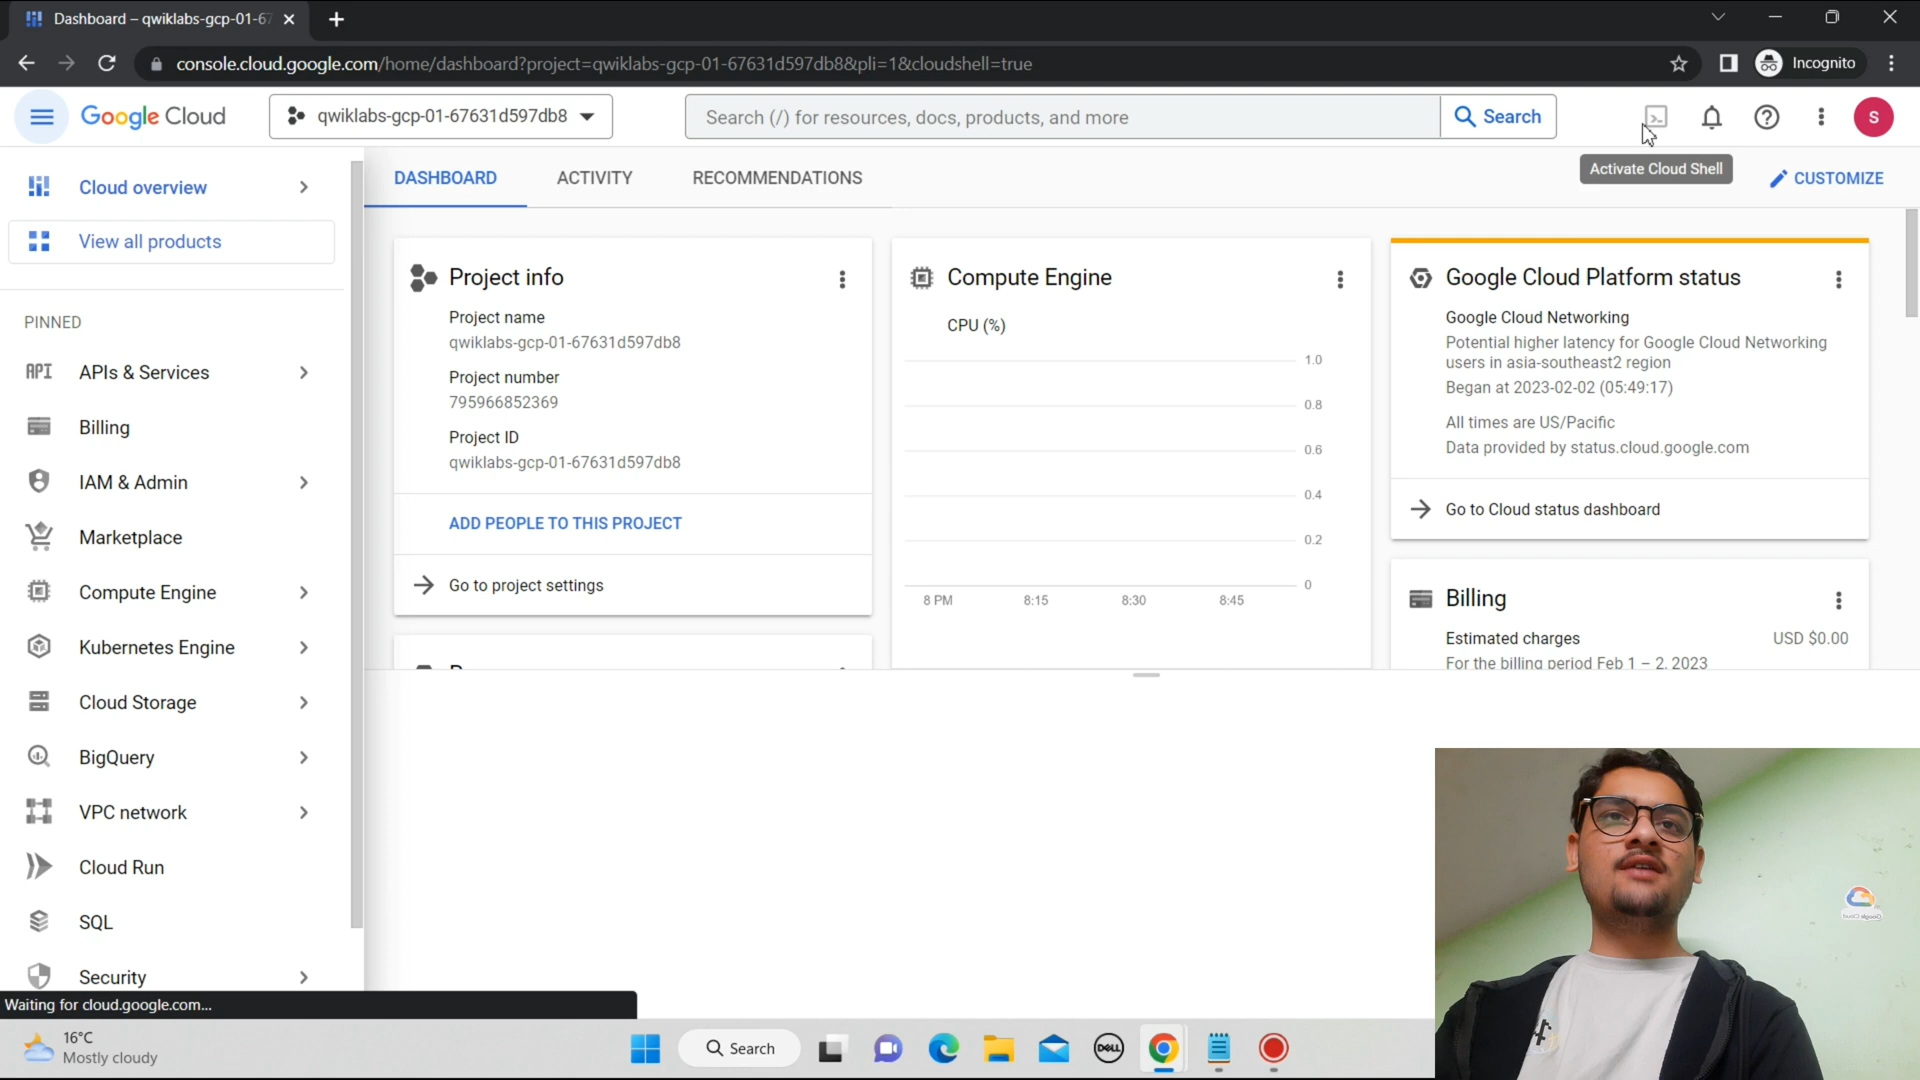 Dashboard – qwiklabs-gcp-01-67
console.cloud.google.com/home/dashboard?project=qwiklabs-gcp-01-67631d597db8&pli=1&cloudshell=true
Incognito
Google Cloud
qwiklabs-gcp-01-67631d597db8
Search (/) for resources, docs, products, and more
Search
S
Activate Cloud Shell
Cloud overview
View all products
PINNED
API
APIs & Services
Billing
IAM & Admin
Marketplace
Compute Engine
Kubernetes Engine
Cloud Storage
BigQuery
VPC network
Cloud Run
SQL
Security
DASHBOARD
ACTIVITY
RECOMMENDATIONS
CUSTOMIZE
Project info
Project name
qwiklabs-gcp-01-67631d597db8
Project number
795966852369
Project ID
qwiklabs-gcp-01-67631d597db8
ADD PEOPLE TO THIS PROJECT
Go to project settings
Compute Engine
CPU (%)
1.0
0.8
0.6
0.4
0.2
0
8 PM 8:15 8:30 8:45
Google Cloud Platform status
Google Cloud Networking
Potential higher latency for Google Cloud Networking
users in asia-southeast2 region
Began at 2023-02-02 (05:49:17)
All times are US/Pacific
Data provided by status.cloud.google.com
Go to Cloud status dashboard
Billing
Estimated charges
USD $0.00
For the billing period Feb 1 – 2, 2023
Waiting for cloud.google.com...
16°C
Mostly cloudy
Search
DELL
Google Cloud